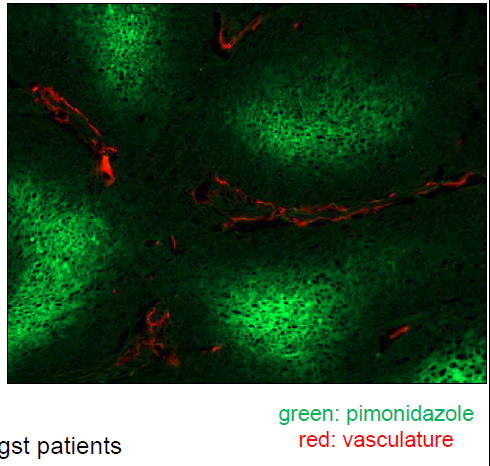 green: pimonidazole
red: vasculature
gst patients